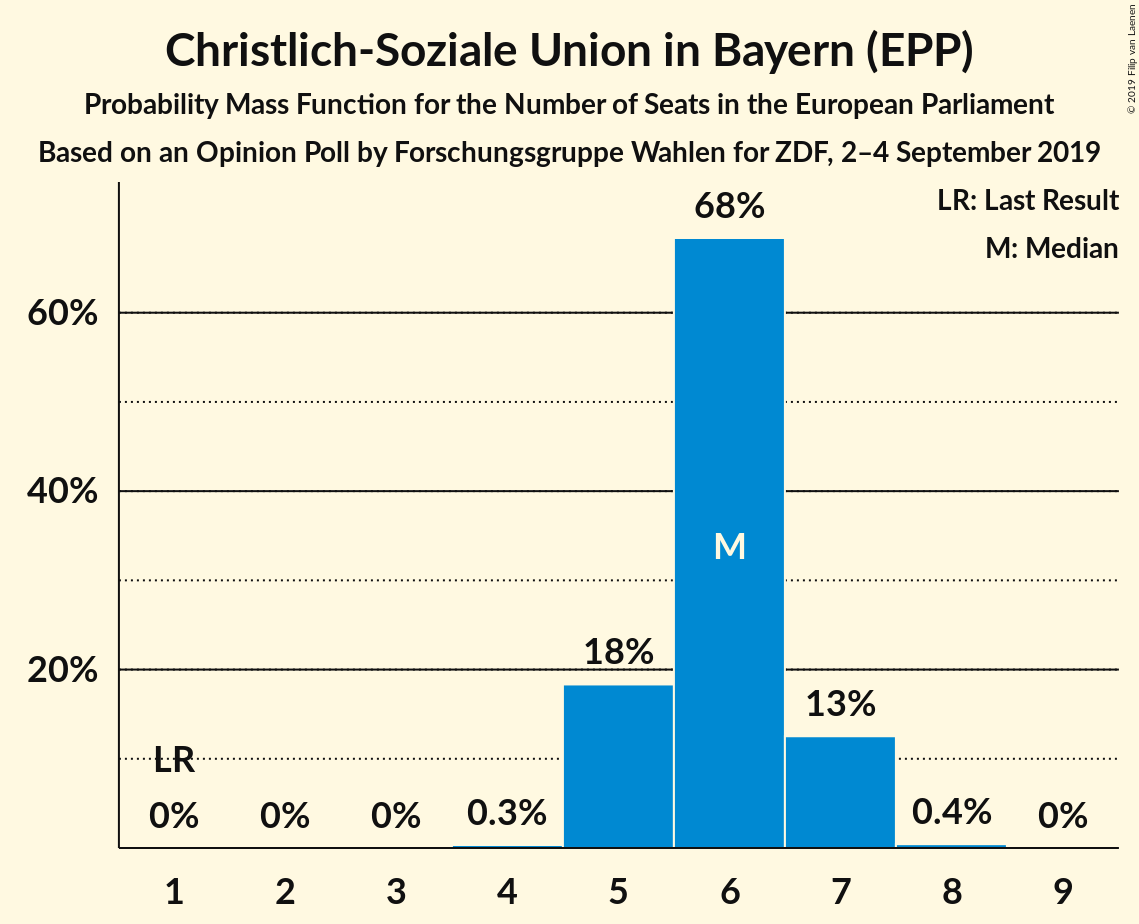 Christlich-Soziale Union in Bayern (EPP)
Probability Mass Function for the Number of Seats in the European Parliament
Based on an Opinion Poll by Forschungsgruppe Wahlen for ZDF, 2–4 September 2019
© 2019 Filip van Laenen
LR: Last Result
M: Median
68%
60%
40%
M
18%
20%
13%
LR
0%
0%
0%
0.3%
0.4%
0%
1 2 3 4 5 6 7 8 9